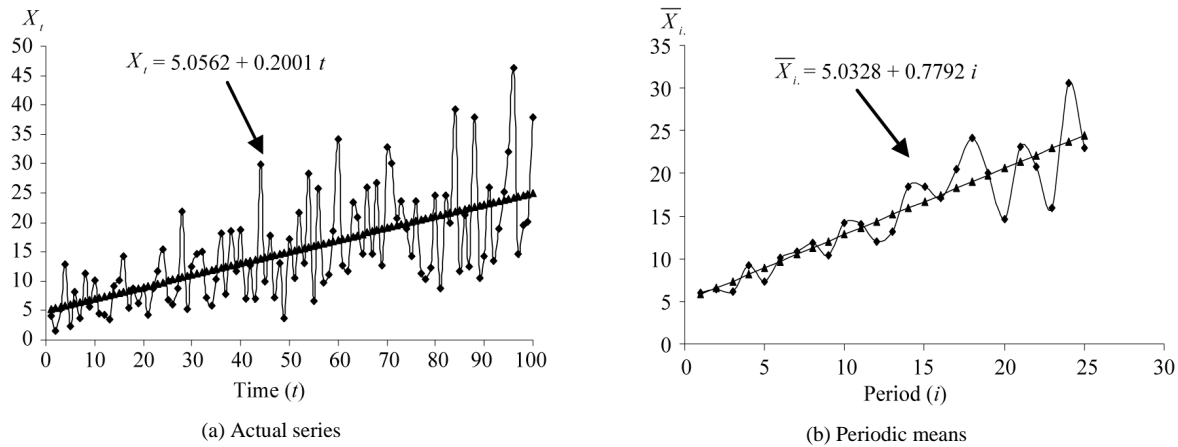 X_t
50
45
40
35
30
25
20
15
10
5
0
0 10 20 30 40 50 60 70 80 90 100
X_t = 5.0562 + 0.2001 t
Time (t)
(a) Actual series
X̅_i.
35
30
25
20
15
10
5
0
0 5 10 15 20 25 30
X̅_i. = 5.0328 + 0.7792 i
Period (i)
(b) Periodic means